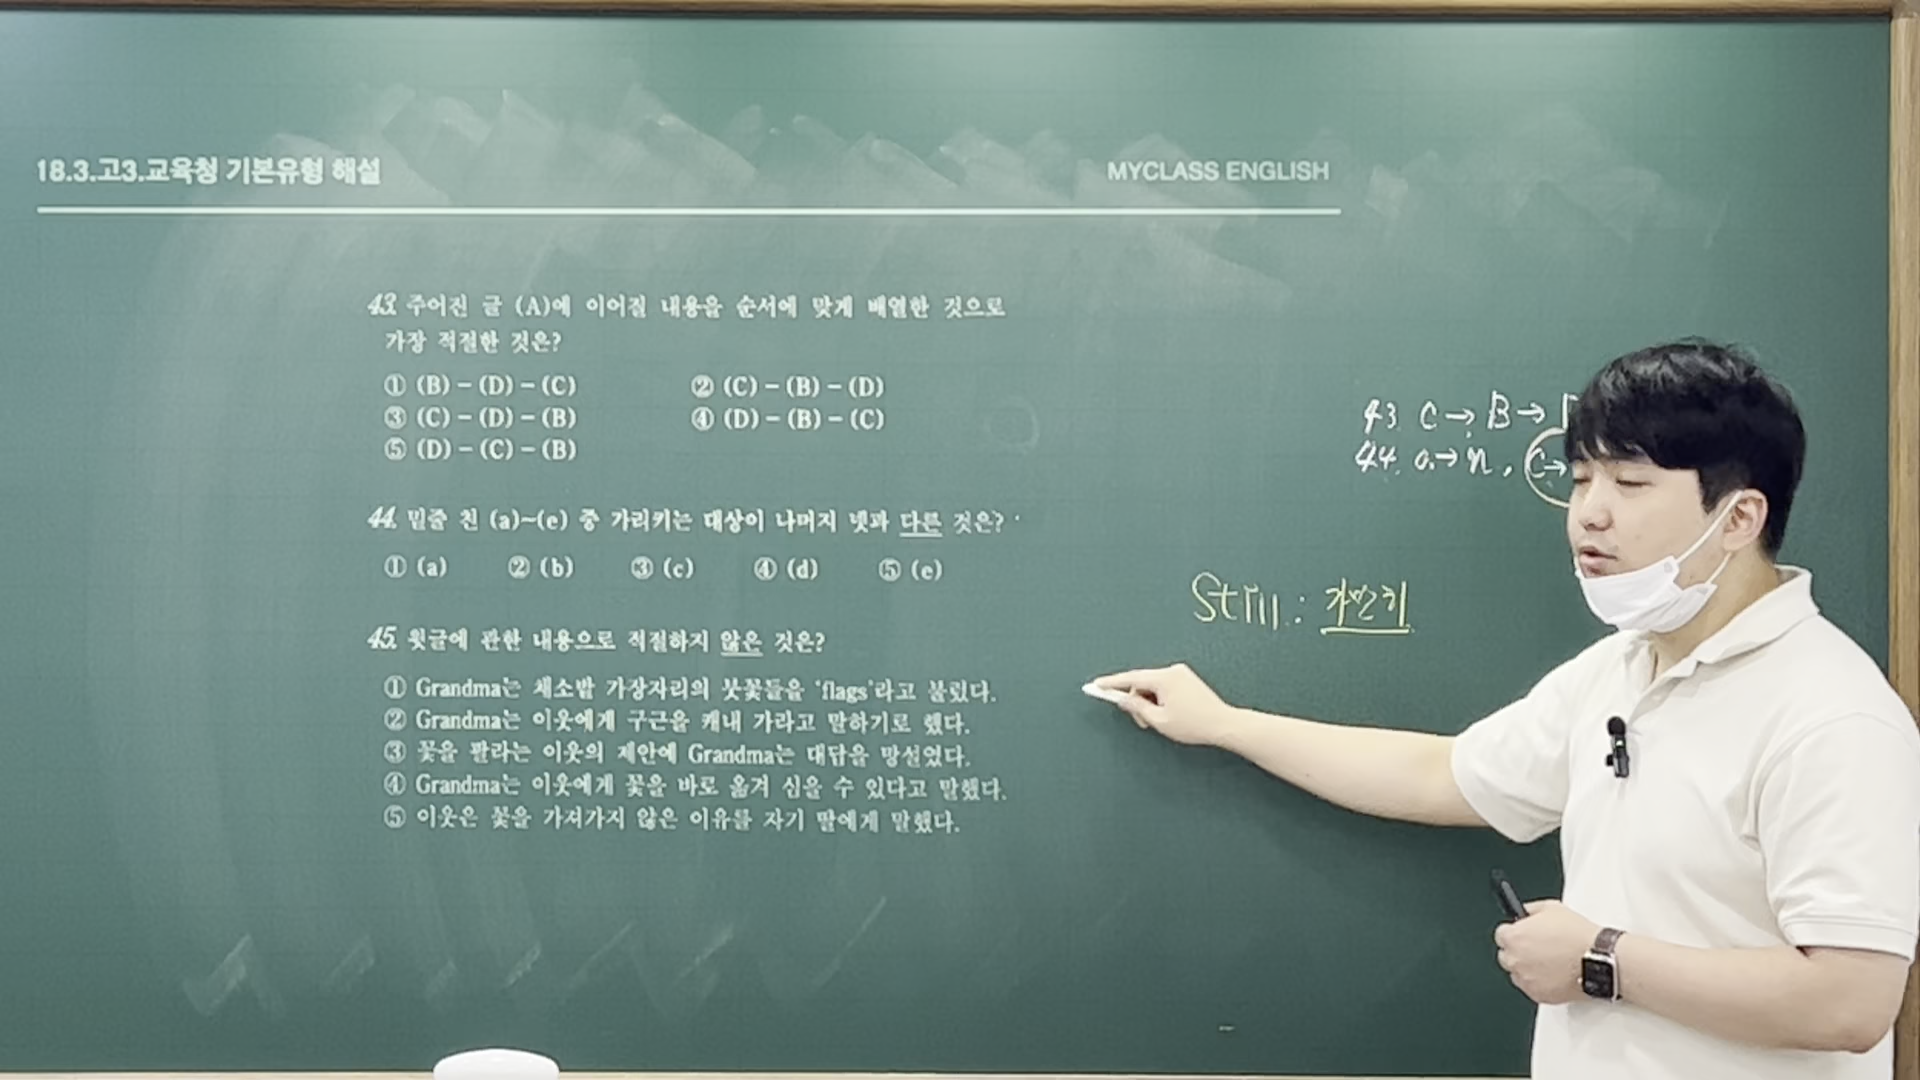 18.3.고3.교육청 기본유형 해설
MYCLASS ENGLISH
43. 주어진 글 (A)에 이어질 내용을 순서에 맞게 배열한 것으로
가장 적절한 것은?
① (B) - (D) - (C) ② (C) - (B) - (D)
③ (C) - (D) - (B) ④ (D) - (B) - (C)
⑤ (D) - (C) - (B)
44. 밑줄 친 (a)~(e) 중 가리키는 대상이 나머지 넷과 다른 것은?
① (a) ② (b) ③ (c) ④ (d) ⑤ (e)
45. 윗글에 관한 내용으로 적절하지 않은 것은?
① Grandma는 채소밭 가장자리의 붓꽃들을 'flags'라고 불렀다.
② Grandma는 이웃에게 구근을 캐내 가라고 말하기로 했다.
③ 꽃을 팔라는 이웃의 제안에 Grandma는 대답을 망설였다.
④ Grandma는 이웃에게 꽃을 바로 옮겨 심을 수 있다고 말했다.
⑤ 이웃은 꽃을 가져가지 않은 이유를 자기 딸에게 말했다.
43. C→B→
44. a→n, C→
Still: 가만히